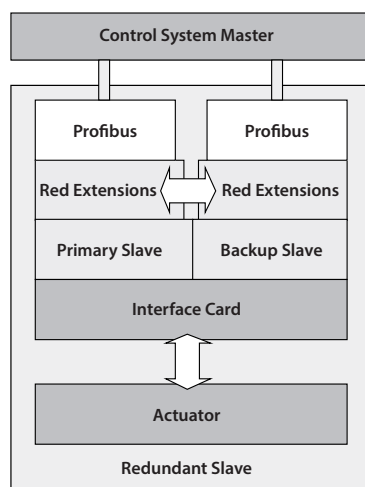 Control System Master
Profibus Profibus
Red Extensions Red Extensions
Primary Slave Backup Slave
Interface Card
Actuator
Redundant Slave